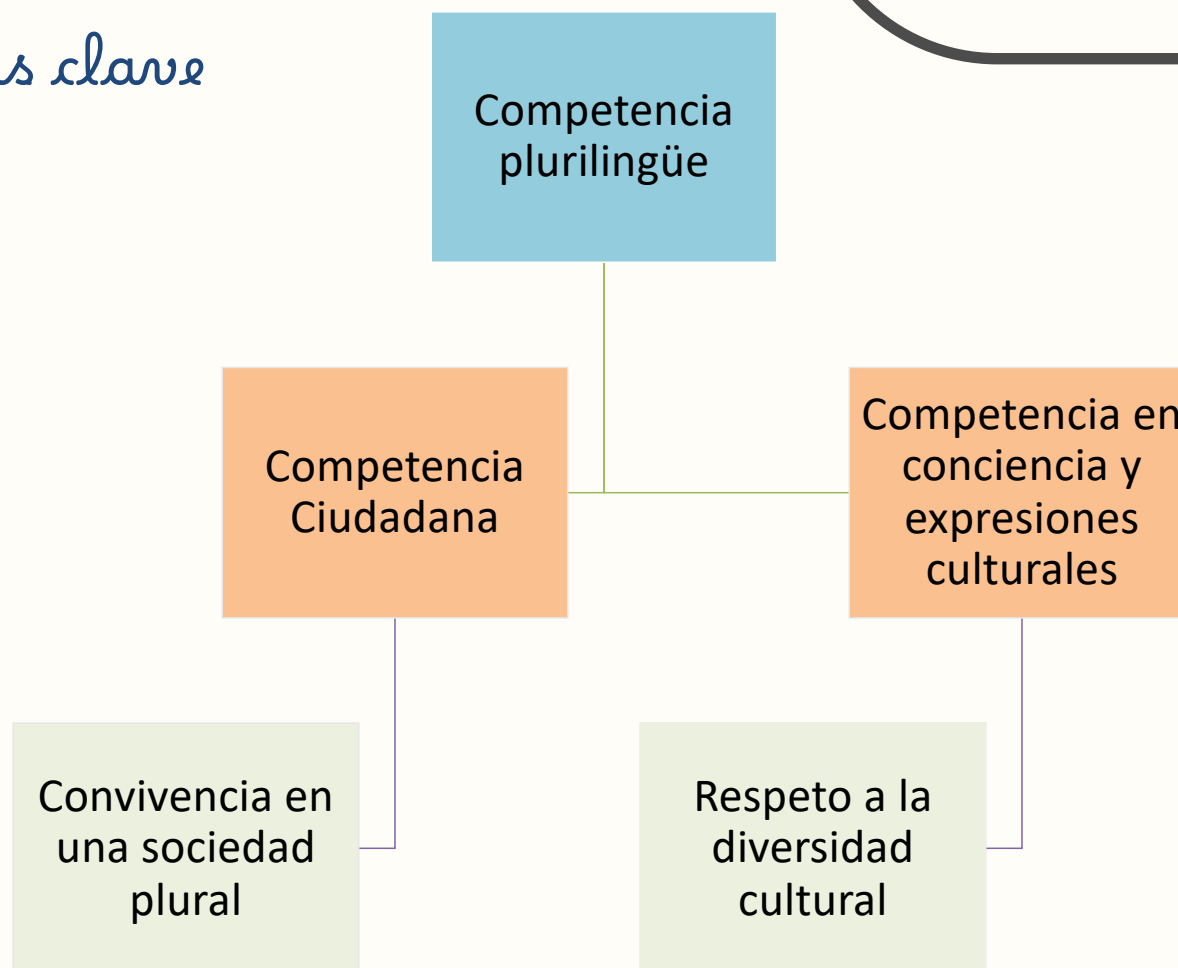 clave
Competencia
plurilingüe
Competencia
Ciudadana
Competencia en
conciencia y
expresiones
culturales
Convivencia en
una sociedad
plural
Respeto a la
diversidad
cultural